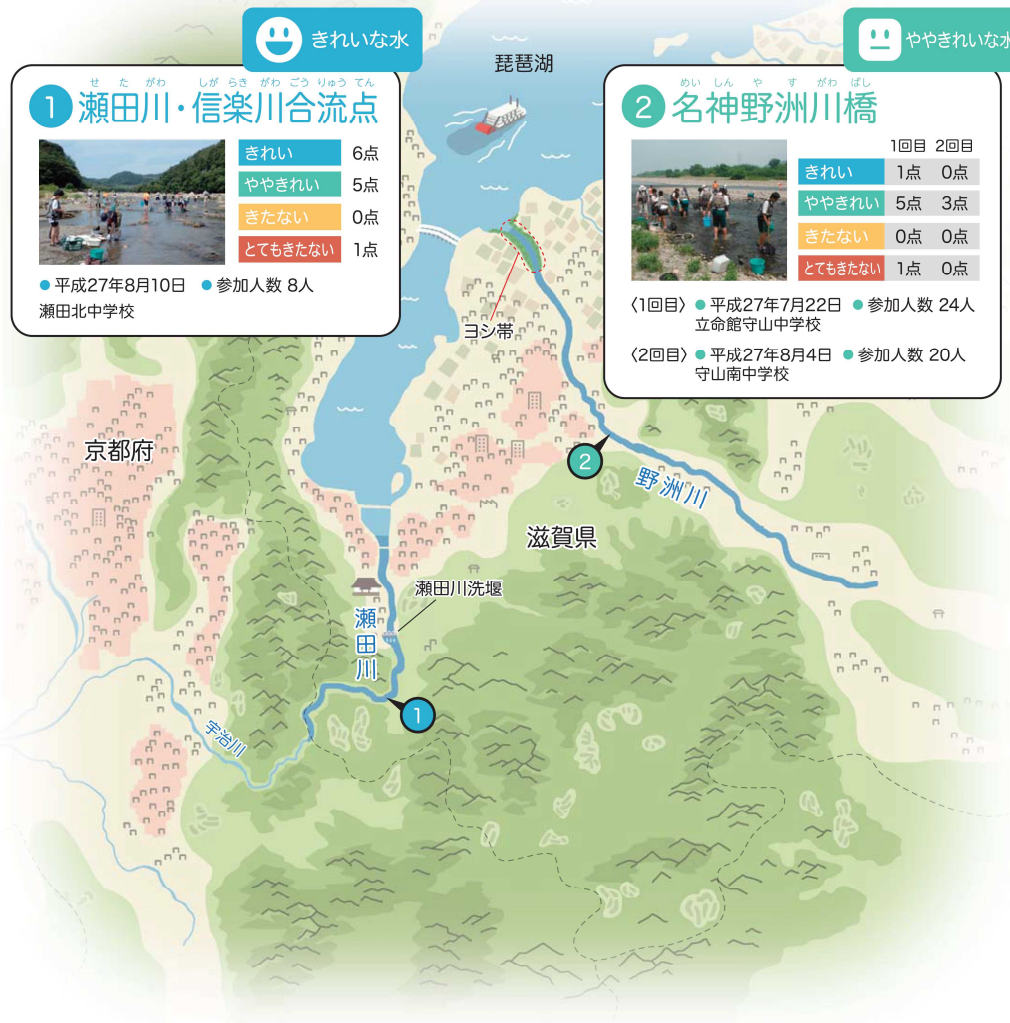 きれいな水
せ た がわ しが らき がわ ごう りゅう てん
1 瀬田川・信楽川合流点
きれい 6点
ややきれい 5点
きたない 0点
とてもきたない 1点
● 平成27年8月10日 ● 参加人数 8人
瀬田北中学校
琵琶湖
ややきれいな水
めい しん や す がわ ばし
2 名神野洲川橋
1回目 2回目
きれい 1点 0点
ややきれい 5点 3点
きたない 0点 0点
とてもきたない 1点 0点
〈1回目〉 ● 平成27年7月22日 ● 参加人数 24人
立命館守山中学校
〈2回目〉 ● 平成27年8月4日 ● 参加人数 20人
守山南中学校
ヨシ帯
京都府
2
野洲川
滋賀県
瀬田川洗堰
瀬田川
1
宇治川